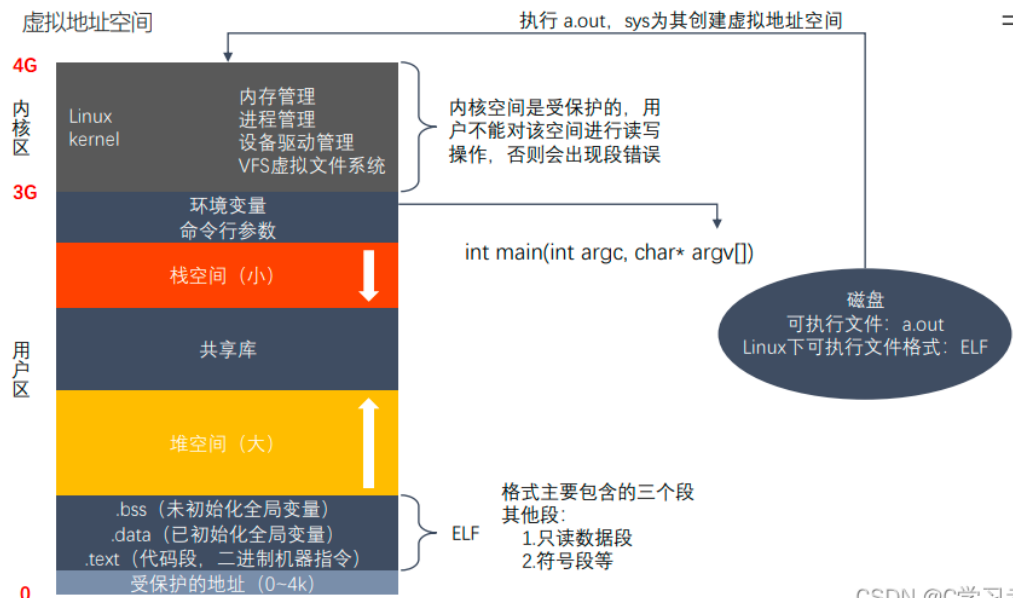 虚拟地址空间
执行 a.out，sys为其创建虚拟地址空间
4G
内核区
Linux
kernel
内存管理
进程管理
设备驱动管理
VFS虚拟文件系统
内核空间是受保护的，用
户不能对该空间进行读写
操作，否则会出现段错误
3G
环境变量
命令行参数
int main(int argc, char* argv[])
栈空间（小）
磁盘
可执行文件：a.out
Linux下可执行文件格式：ELF
共享库
用户区
堆空间（大）
.bss（未初始化全局变量）
.data（已初始化全局变量）
.text（代码段，二进制机器指令）
ELF
格式主要包含的三个段
其他段：
1.只读数据段
2.符号段等
受保护的地址（0~4k）
0
CSDN @C学习